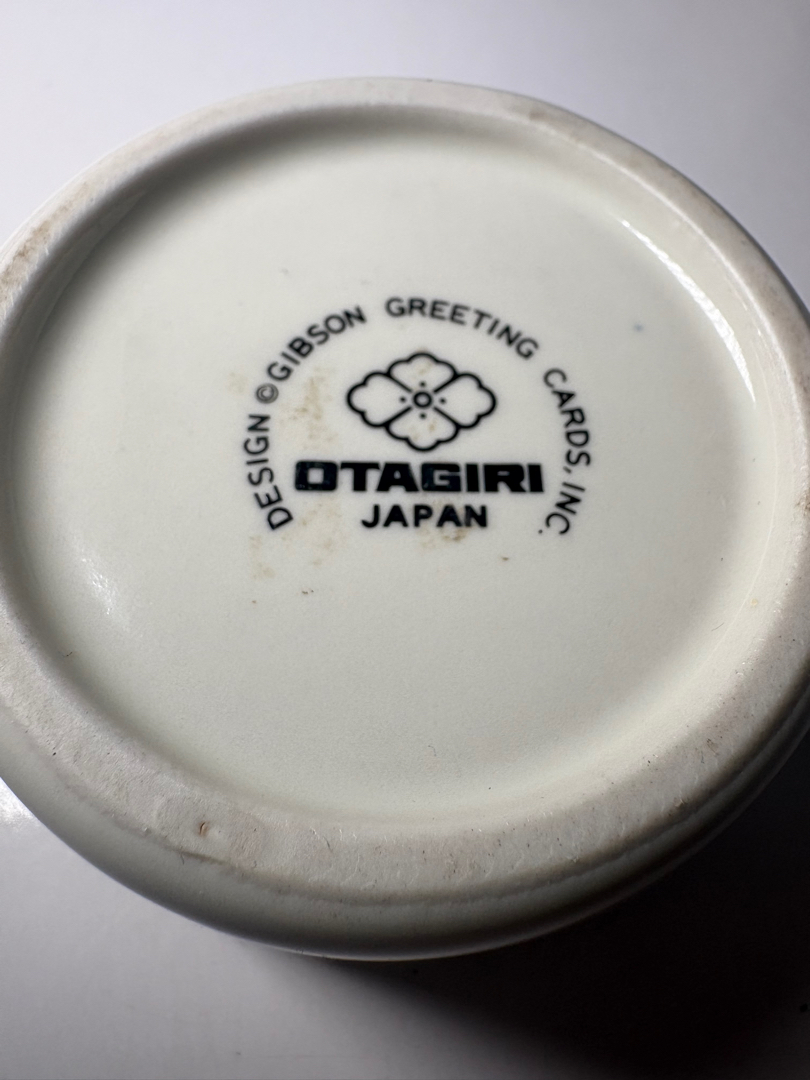 DESIGN © GIBSON GREETING CARDS, INC.
OTAGIRI
JAPAN